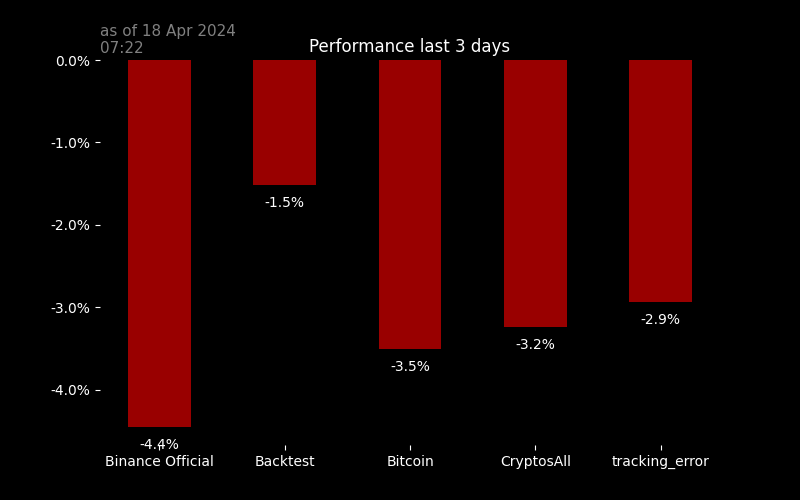 as of 18 Apr 2024
07:22
Performance last 3 days
0.0%
-1.0%
-2.0%
-3.0%
-4.0%
-4.4%
-1.5%
-3.5%
-3.2%
-2.9%
Binance Official
Backtest
Bitcoin
CryptosAll
tracking_error